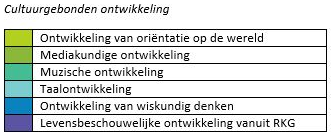 Cultuurgebonden ontwikkeling
Ontwikkeling van oriëntatie op de wereld
Mediakundige ontwikkeling
Muzische ontwikkeling
Taalontwikkeling
Ontwikkeling van wiskundig denken
Levensbeschouwelijke ontwikkeling vanuit RKG